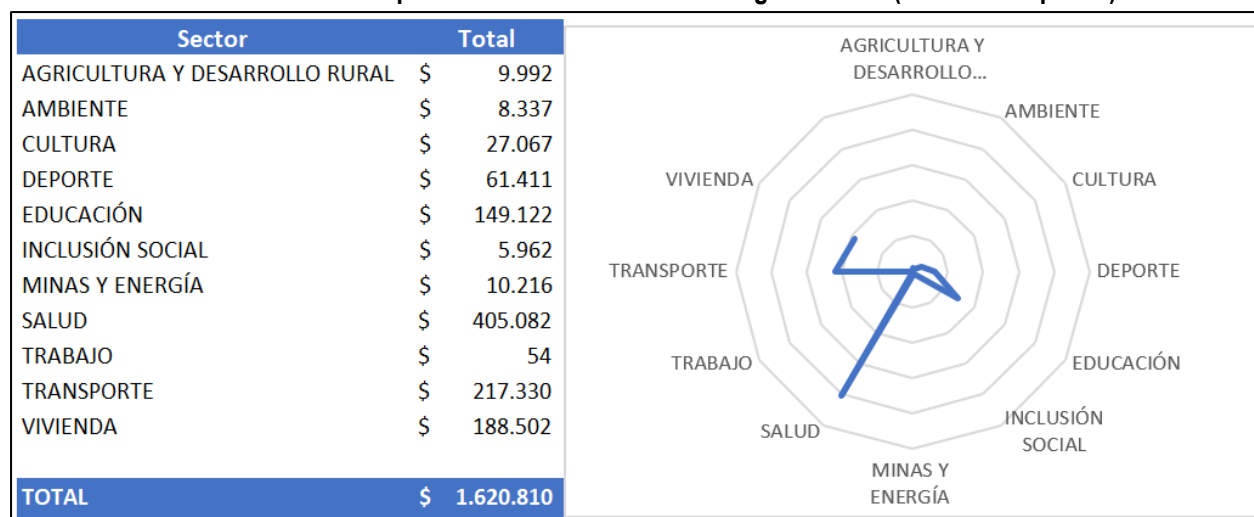 Sector Total
AGRICULTURA Y DESARROLLO RURAL $ 9.992
AMBIENTE $ 8.337
CULTURA $ 27.067
DEPORTE $ 61.411
EDUCACIÓN $ 149.122
INCLUSIÓN SOCIAL $ 5.962
MINAS Y ENERGÍA $ 10.216
SALUD $ 405.082
TRABAJO $ 54
TRANSPORTE $ 217.330
VIVIENDA $ 188.502
TOTAL $ 1.620.810
AGRICULTURA Y
DESARROLLO...
AMBIENTE
CULTURA
DEPORTE
EDUCACIÓN
INCLUSIÓN
SOCIAL
MINAS Y
ENERGÍA
SALUD
TRABAJO
TRANSPORTE
VIVIENDA